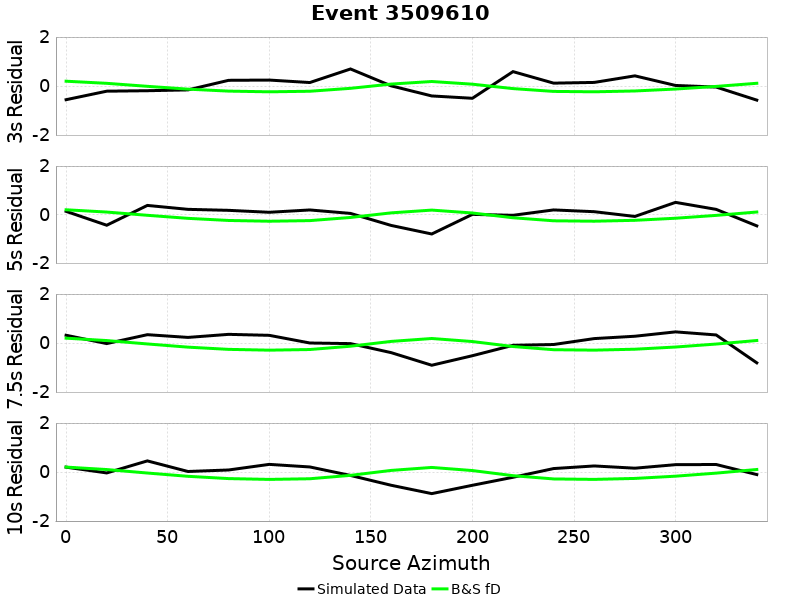 Event 3509610
3s Residual
2
0
-2
5s Residual
2
0
-2
7.5s Residual
2
0
-2
10s Residual
2
0
-2
0 50 100 150 200 250 300
Source Azimuth
Simulated Data B&S fD